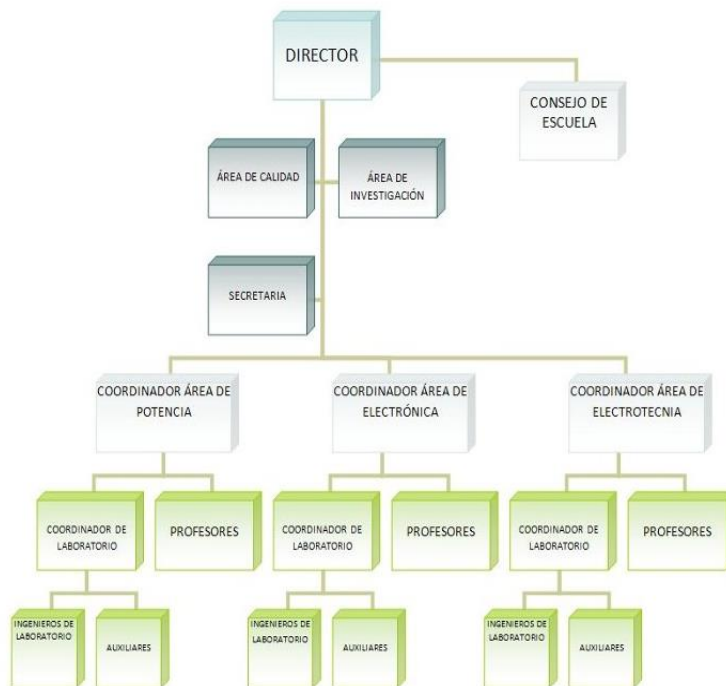 DIRECTOR
CONSEJO DE
ESCUELA
ÁREA DE CALIDAD
ÁREA DE
INVESTIGACIÓN
SECRETARIA
COORDINADOR ÁREA DE
POTENCIA
COORDINADOR ÁREA DE
ELECTRÓNICA
COORDINADOR ÁREA DE
ELECTROTECNIA
COORDINADOR DE
LABORATORIO
PROFESORES
COORDINADOR DE
LABORATORIO
PROFESORES
COORDINADOR DE
LABORATORIO
PROFESORES
INGENIEROS DE
LABORATORIO
AUXILIARES
INGENIEROS DE
LABORATORIO
AUXILIARES
INGENIEROS DE
LABORATORIO
AUXILIARES